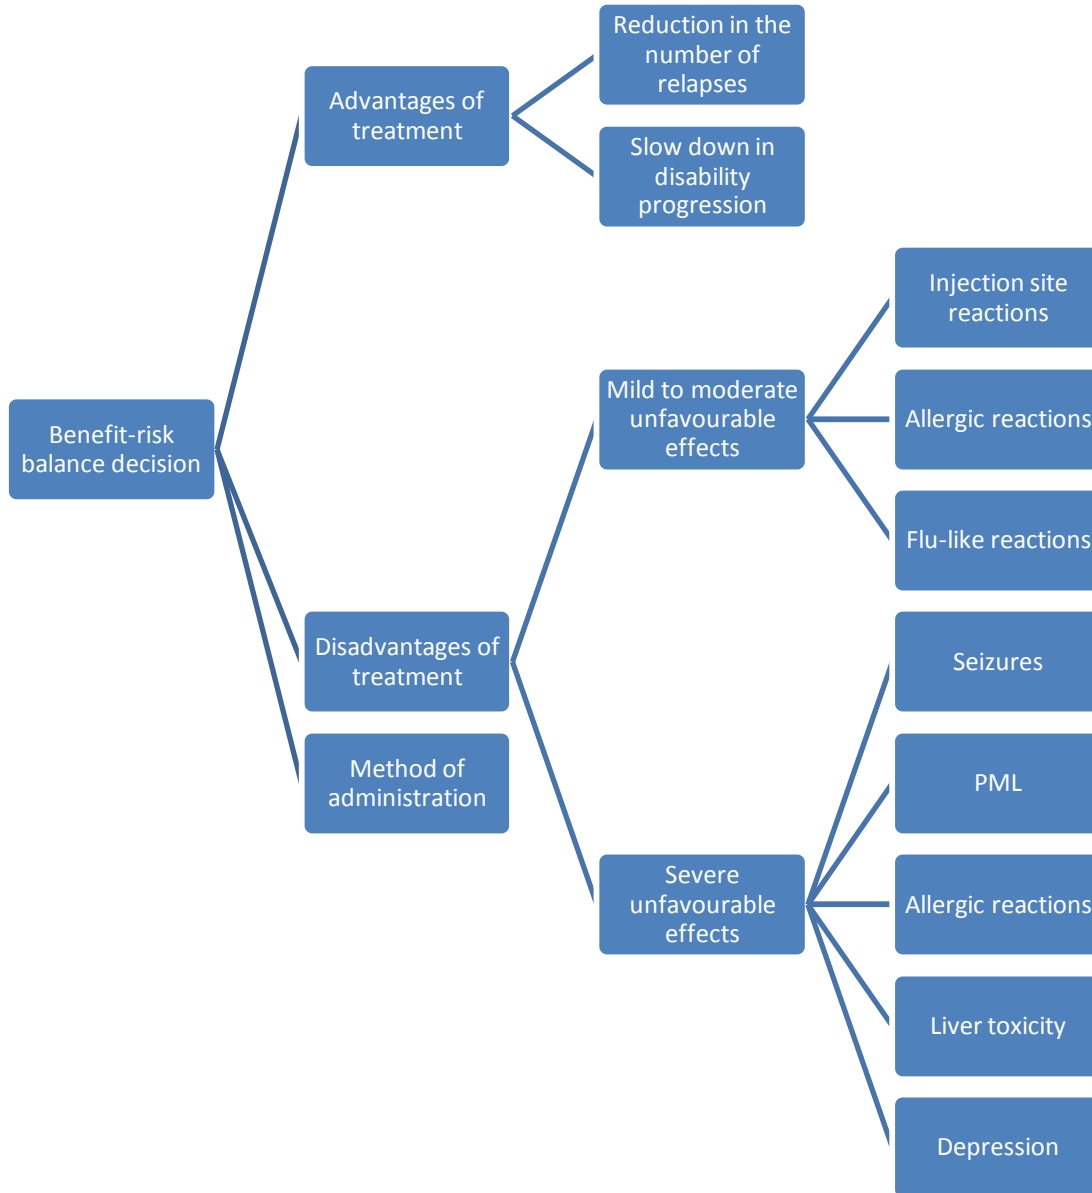 Reduction in the
number of
relapses
Advantages of
treatment
Slow down in
disability
progression
Injection site
reactions
Mild to moderate
unfavourable
effects
Allergic reactions
Benefit-risk
balance decision
Flu-like reactions
Disadvantages of
treatment
Seizures
Method of
administration
PML
Severe
unfavourable
effects
Allergic reactions
Liver toxicity
Depression